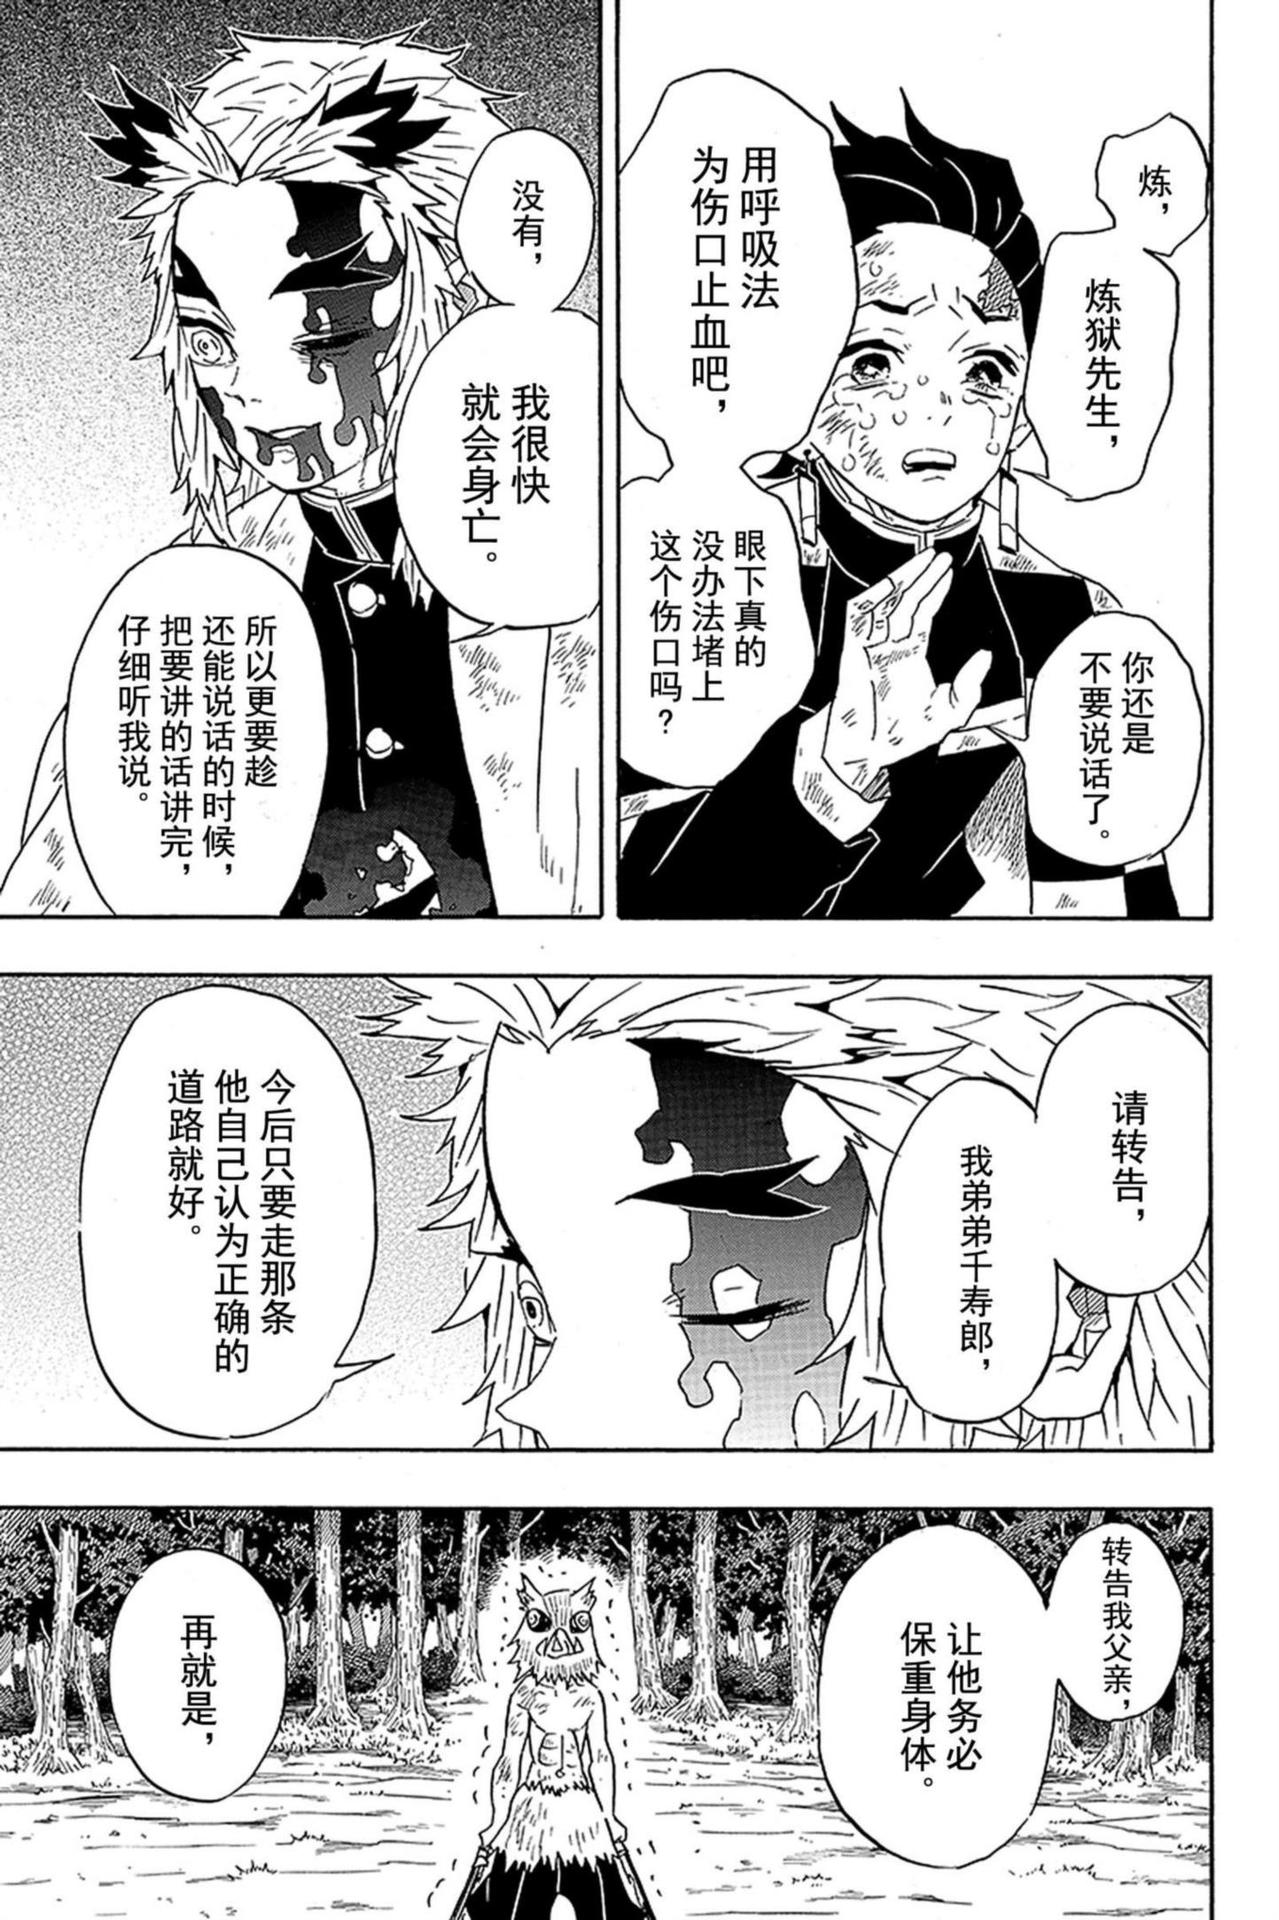 炼，
炼狱先生，
你还是
不要说话了。
用呼吸法
为伤口止血吧，
眼下真的
没办法堵上
这个伤口吗？
没有，
我很快
就会身亡。
所以更要趁
还能说话的时候，
把要讲的话讲完，
仔细听我说。
请转告，
我弟弟千寿郎，
今后只要走那条
他自己认为正确的
道路就好。
转告我父亲，
让他务必
保重身体。
再就是，